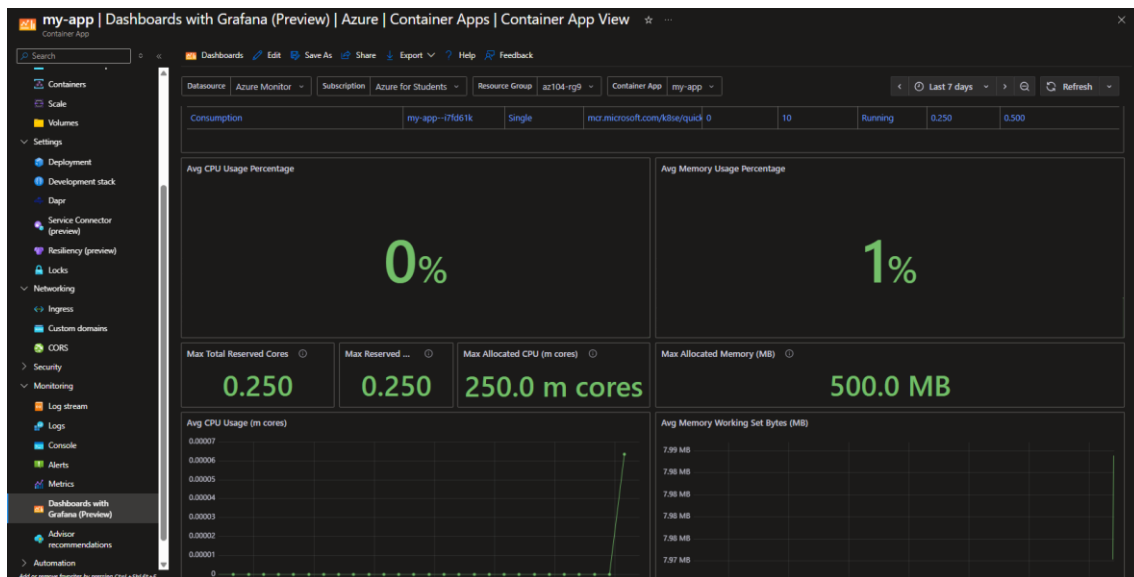 my-app | Dashboards with Grafana (Preview) | Azure | Container Apps | Container App View
Container App
Search
Dashboards Edit Save As Share Export Help Feedback
Containers
Scale
Volumes
Settings
Deployment
Development stack
Dapr
Service Connector
(preview)
Resiliency (preview)
Locks
Networking
Ingress
Custom domains
CORS
Security
Monitoring
Log stream
Logs
Console
Alerts
Metrics
Dashboards with
Grafana (Preview)
Advisor
recommendations
Automation
Datasource Azure Monitor Subscription Azure for Students Resource Group az104-rg9 Container App my-app Last 7 days Refresh
Consumption my-app--i7fd61k Single mcr.microsoft.com/k8se/quick 0 10 Running 0.250 0.500
Avg CPU Usage Percentage
0%
Avg Memory Usage Percentage
1%
Max Total Reserved Cores
0.250
Max Reserved ...
0.250
Max Allocated CPU (m cores)
250.0 m cores
Max Allocated Memory (MB)
500.0 MB
Avg CPU Usage (m cores)
0.00007
0.00006
0.00005
0.00004
0.00003
0.00002
0.00001
0
Avg Memory Working Set Bytes (MB)
7.99 MB
7.98 MB
7.98 MB
7.98 MB
7.98 MB
7.97 MB